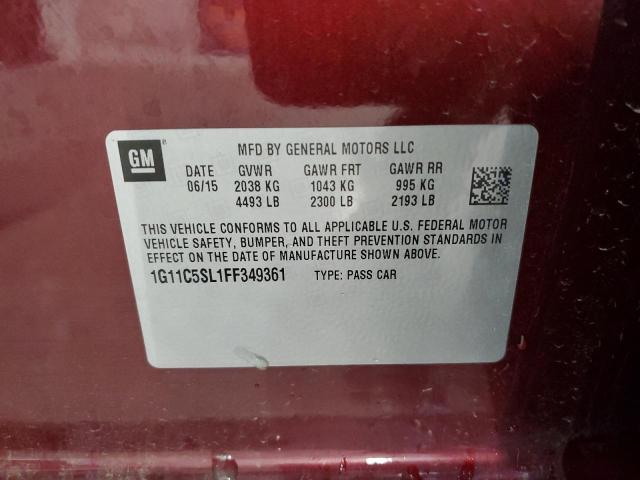 GM ®
MFD BY GENERAL MOTORS LLC
DATE GVWR GAWR FRT GAWR RR
06/15 2038 KG 1043 KG 995 KG
4493 LB 2300 LB 2193 LB
THIS VEHICLE CONFORMS TO ALL APPLICABLE U.S. FEDERAL MOTOR
VEHICLE SAFETY, BUMPER, AND THEFT PREVENTION STANDARDS IN
EFFECT ON THE DATE OF MANUFACTURE SHOWN ABOVE.
1G11C5SL1FF349361 TYPE: PASS CAR